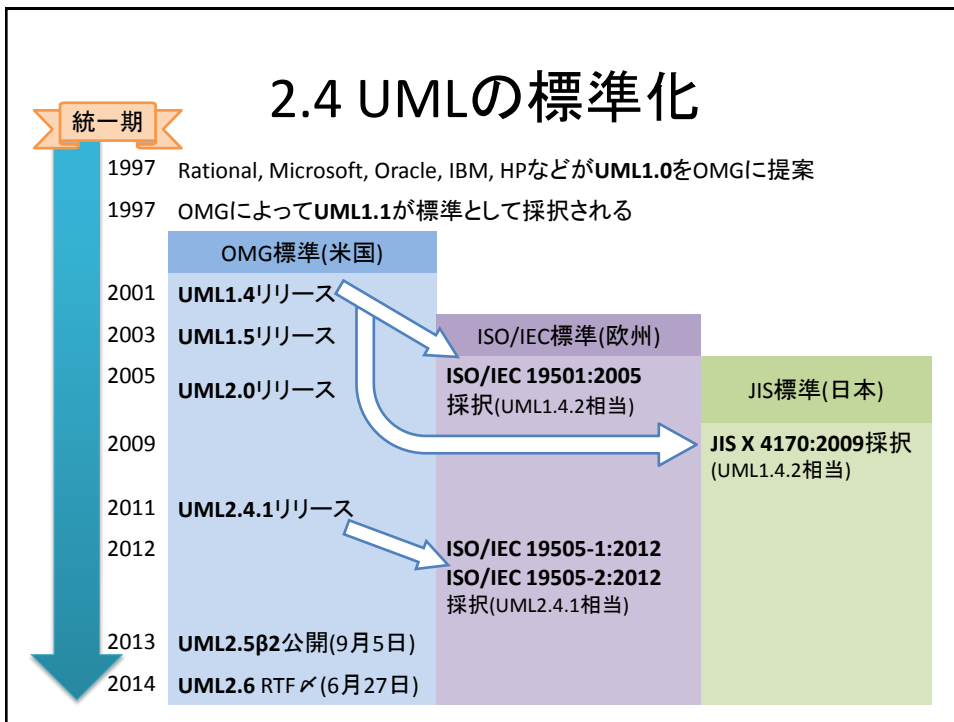 2.4 UMLの標準化
統一期
1997 Rational, Microsoft, Oracle, IBM, HPなどがUML1.0をOMGに提案
1997 OMGによってUML1.1が標準として採択される
OMG標準(米国)
2001 UML1.4リリース
2003 UML1.5リリース
ISO/IEC標準(欧州)
2005 UML2.0リリース
ISO/IEC 19501:2005
採択(UML1.4.2相当)
JIS標準(日本)
2009
JIS X 4170:2009採択
(UML1.4.2相当)
2011 UML2.4.1リリース
2012
ISO/IEC 19505-1:2012
ISO/IEC 19505-2:2012
採択(UML2.4.1相当)
2013 UML2.5β2公開(9月5日)
2014 UML2.6 RTF〆(6月27日)